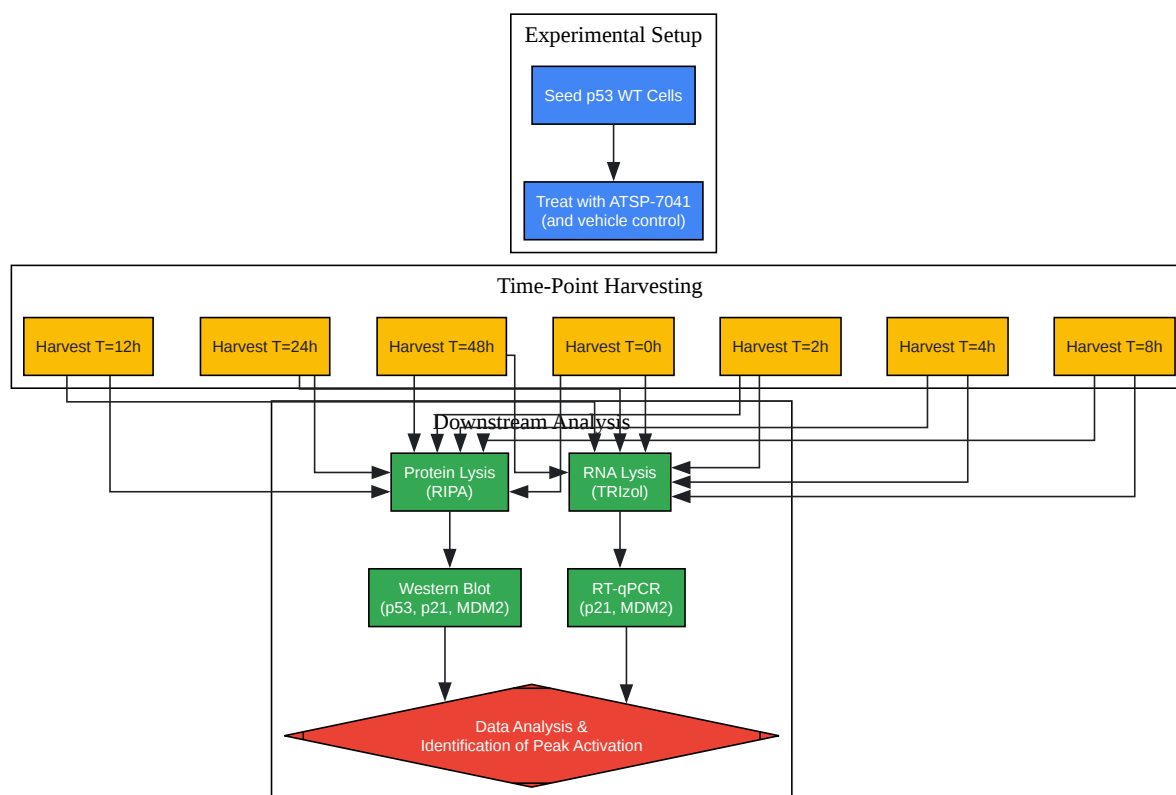 Experimental Setup
Seed p53 WT Cells
Treat with ATSP-7041
(and vehicle control)
Time-Point Harvesting
Harvest T=12h
Harvest T=24h
Harvest T=48h
Harvest T=0h
Harvest T=2h
Harvest T=4h
Harvest T=8h
Downstream Analysis
Protein Lysis
(RIPA)
RNA Lysis
(TRIzol)
Western Blot
(p53, p21, MDM2)
RT-qPCR
(p21, MDM2)
Data Analysis &
Identification of Peak Activation